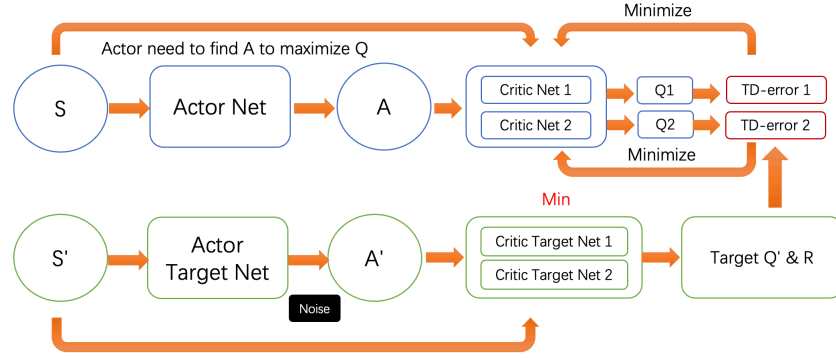 Minimize
Actor need to find A to maximize Q
S
Actor Net
A
Critic Net 1
Q1
TD-error 1
Critic Net 2
Q2
TD-error 2
Minimize
Min
S'
Actor
Target Net
A'
Critic Target Net 1
Critic Target Net 2
Target Q' & R
Noise